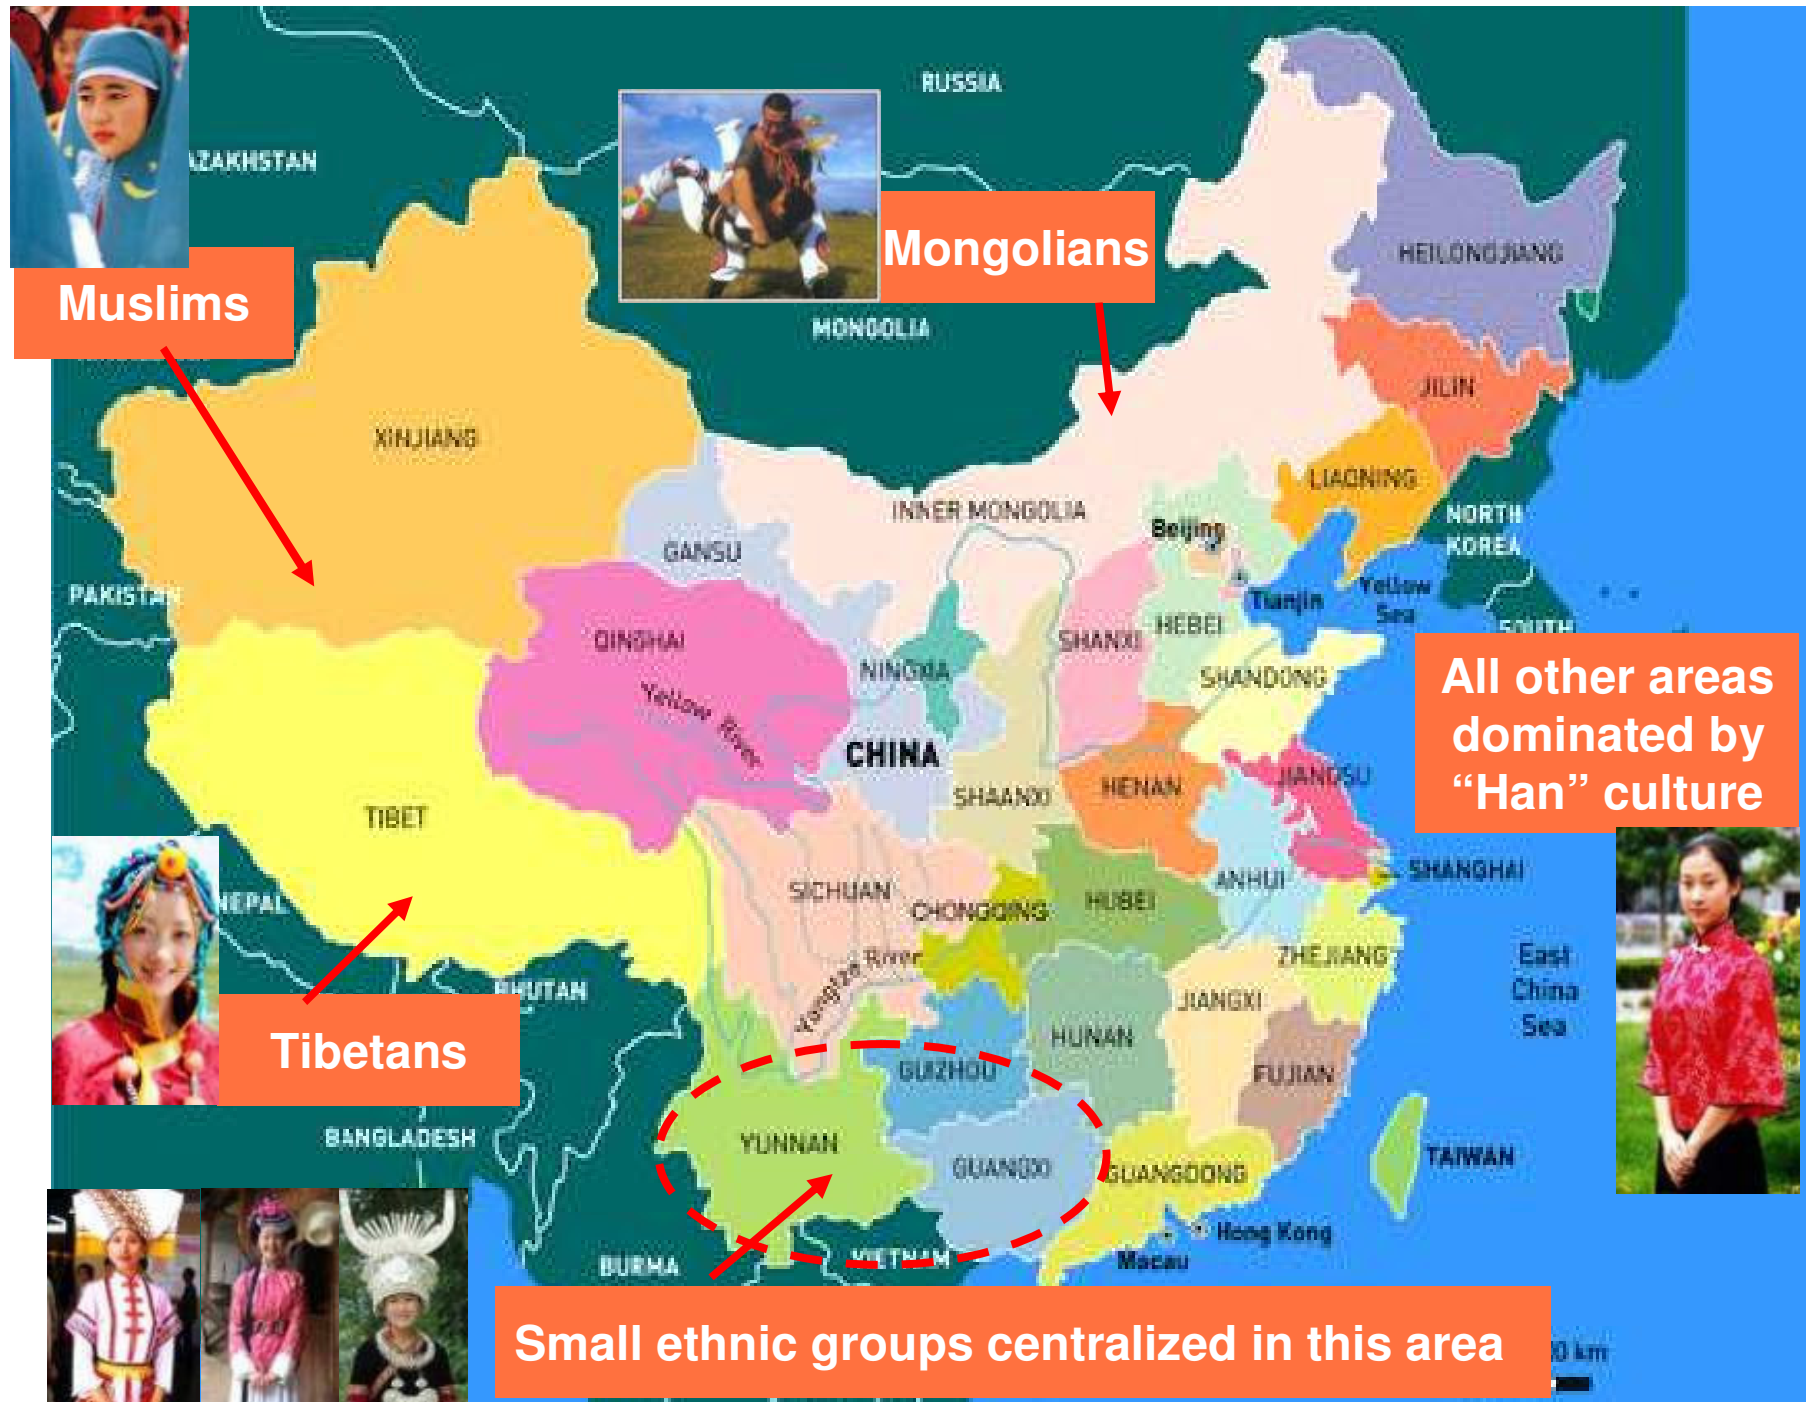 RUSSIA
AZAKHSTAN
Mongolians
HEILONGJIANG
Muslims
MONGOLIA
JILIN
XINJIANG
LIAONING
INNER MONGOLIA
NORTH
KOREA
Beijing
GANSU
PAKISTAN
Tianjin
Yellow
Sea
SOUTH
QINGHAI
NINGXIA
SHANXI
HEBEI
SHANDONG
Yellow River
All other areas
dominated by
“Han” culture
CHINA
JIANGSU
SHAANXI
HENAN
TIBET
SHANGHAI
NEPAL
SICHUAN
CHONGQING
HUBEI
ANHUI
ZHEJIANG
Yangtze River
East
China
Sea
BHUTAN
JIANGXI
HUNAN
Tibetans
GUIZHOU
FUJIAN
BANGLADESH
YUNNAN
GUANGXI
GUANGDONG
TAIWAN
Hong Kong
Macau
BURMA
VIETNAM
Small ethnic groups centralized in this area
km